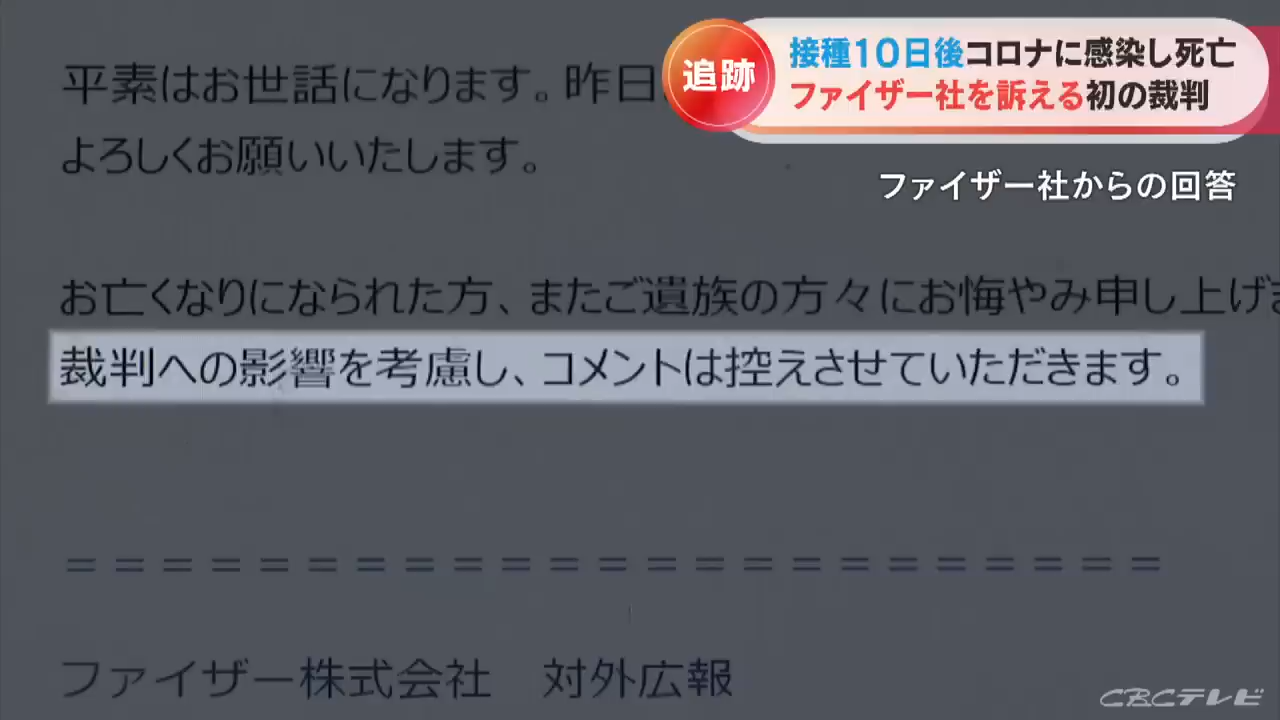 追跡
接種10日後コロナに感染し死亡
ファイザー社を訴える初の裁判
ファイザー社からの回答
平素はお世話になります。昨日
よろしくお願いいたします。
お亡くなりになられた方、またご遺族の方々にお悔やみ申し上げま
裁判への影響を考慮し、コメントは控えさせていただきます。
＝＝＝＝＝＝＝＝＝＝＝＝＝＝＝＝＝＝＝＝＝＝＝
ファイザー株式会社　対外広報
CBCテレビ